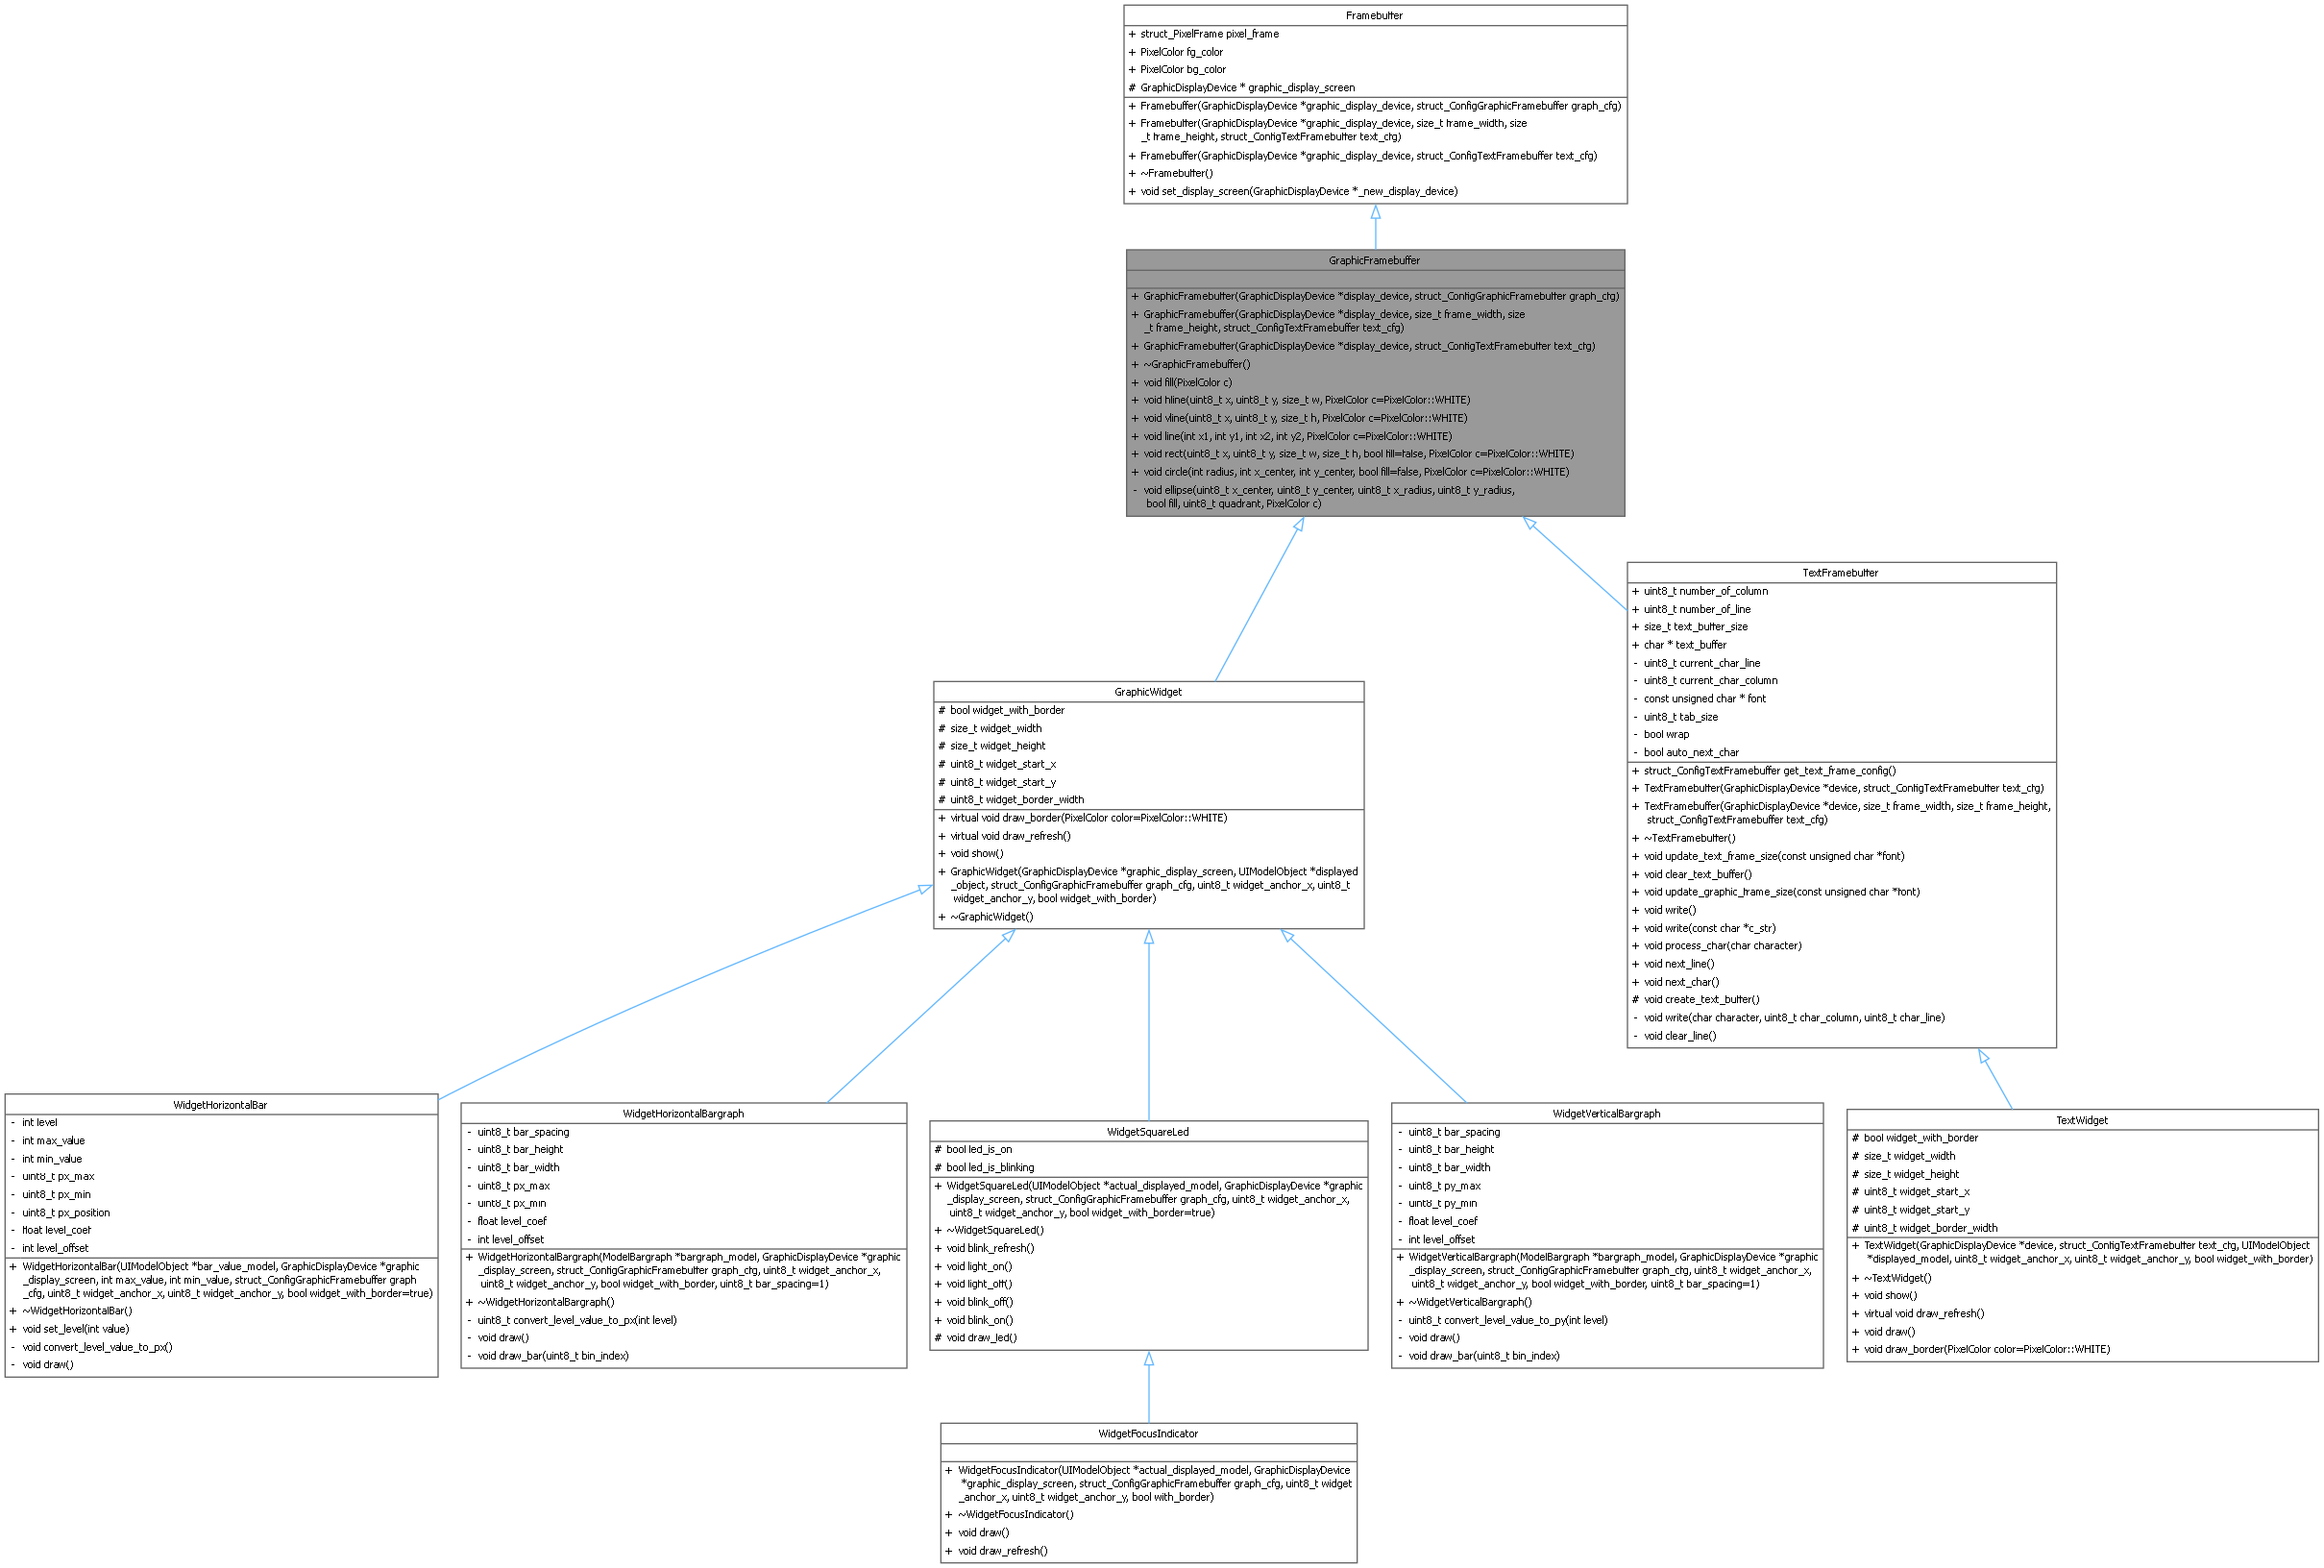 Framebuffer
+ struct_PixelFrame pixel_frame
+ PixelColor fg_color
+ PixelColor bg_color
# GraphicDisplayDevice * graphic_display_screen
+ Framebuffer(GraphicDisplayDevice *graphic_display_device, struct_ConfigGraphicFramebuffer graph_cfg)
+ Framebuffer(GraphicDisplayDevice *graphic_display_device, size_t frame_width, size
_t frame_height, struct_ConfigTextFramebuffer text_cfg)
+ Framebuffer(GraphicDisplayDevice *graphic_display_device, struct_ConfigTextFramebuffer text_cfg)
+ ~Framebuffer()
+ void set_display_screen(GraphicDisplayDevice *_new_display_device)
GraphicFramebuffer
+ GraphicFramebuffer(GraphicDisplayDevice *display_device, struct_ConfigGraphicFramebuffer graph_cfg)
+ GraphicFramebuffer(GraphicDisplayDevice *display_device, size_t frame_width, size
_t frame_height, struct_ConfigTextFramebuffer text_cfg)
+ GraphicFramebuffer(GraphicDisplayDevice *display_device, struct_ConfigTextFramebuffer text_cfg)
+ ~GraphicFramebuffer()
+ void fill(PixelColor c)
+ void hline(uint8_t x, uint8_t y, size_t w, PixelColor c=PixelColor::WHITE)
+ void vline(uint8_t x, uint8_t y, size_t h, PixelColor c=PixelColor::WHITE)
+ void line(int x1, int y1, int x2, int y2, PixelColor c=PixelColor::WHITE)
+ void rect(uint8_t x, uint8_t y, size_t w, size_t h, bool fill=false, PixelColor c=PixelColor::WHITE)
+ void circle(int radius, int x_center, int y_center, bool fill=false, PixelColor c=PixelColor::WHITE)
- void ellipse(uint8_t x_center, uint8_t y_center, uint8_t x_radius, uint8_t y_radius,
bool fill, uint8_t quadrant, PixelColor c)
TextFramebuffer
+ uint8_t number_of_column
+ uint8_t number_of_line
+ size_t text_buffer_size
+ char * text_buffer
- uint8_t current_char_line
- uint8_t current_char_column
- const unsigned char * font
- uint8_t tab_size
- bool wrap
- bool auto_next_char
+ struct_ConfigTextFramebuffer get_text_frame_config()
+ TextFramebuffer(GraphicDisplayDevice *device, struct_ConfigTextFramebuffer text_cfg)
+ TextFramebuffer(GraphicDisplayDevice *device, size_t frame_width, size_t frame_height,
struct_ConfigTextFramebuffer text_cfg)
+ ~TextFramebuffer()
+ void update_text_frame_size(const unsigned char *font)
+ void clear_text_buffer()
+ void update_graphic_frame_size(const unsigned char *font)
+ void write()
+ void write(const char *c_str)
+ void process_char(char character)
+ void next_line()
+ void next_char()
# void create_text_buffer()
- void write(char character, uint8_t char_column, uint8_t char_line)
- void clear_line()
GraphicWidget
# bool widget_with_border
# size_t widget_width
# size_t widget_height
# uint8_t widget_start_x
# uint8_t widget_start_y
# uint8_t widget_border_width
+ virtual void draw_border(PixelColor color=PixelColor::WHITE)
+ virtual void draw_refresh()
+ void show()
+ GraphicWidget(GraphicDisplayDevice *graphic_display_screen, UIModelObject *displayed
_object, struct_ConfigGraphicFramebuffer graph_cfg, uint8_t widget_anchor_x, uint8_t
widget_anchor_y, bool widget_with_border)
+ ~GraphicWidget()
WidgetHorizontalBar
- int level
- int max_value
- int min_value
- uint8_t px_max
- uint8_t px_min
- uint8_t px_position
- float level_coef
- int level_offset
+ WidgetHorizontalBar(UIModelObject *bar_value_model, GraphicDisplayDevice *graphic
_display_screen, int max_value, int min_value, struct_ConfigGraphicFramebuffer graph
_cfg, uint8_t widget_anchor_x, uint8_t widget_anchor_y, bool widget_with_border=true)
+ ~WidgetHorizontalBar()
+ void set_level(int value)
- void convert_level_value_to_px()
- void draw()
WidgetHorizontalBargraph
- uint8_t bar_spacing
- uint8_t bar_height
- uint8_t bar_width
- uint8_t px_max
- uint8_t px_min
- float level_coef
- int level_offset
+ WidgetHorizontalBargraph(ModelBargraph *bargraph_model, GraphicDisplayDevice *graphic
_display_screen, struct_ConfigGraphicFramebuffer graph_cfg, uint8_t widget_anchor_x,
uint8_t widget_anchor_y, bool widget_with_border, uint8_t bar_spacing=1)
+ ~WidgetHorizontalBargraph()
- uint8_t convert_level_value_to_px(int level)
- void draw()
- void draw_bar(uint8_t bin_index)
WidgetSquareLed
# bool led_is_on
# bool led_is_blinking
+ WidgetSquareLed(UIModelObject *actual_displayed_model, GraphicDisplayDevice *graphic
_display_screen, struct_ConfigGraphicFramebuffer graph_cfg, uint8_t widget_anchor_x,
uint8_t widget_anchor_y, bool widget_with_border=true)
+ ~WidgetSquareLed()
+ void blink_refresh()
+ void light_on()
+ void light_off()
+ void blink_off()
+ void blink_on()
# void draw_led()
WidgetVerticalBargraph
- uint8_t bar_spacing
- uint8_t bar_height
- uint8_t bar_width
- uint8_t py_max
- uint8_t py_min
- float level_coef
- int level_offset
+ WidgetVerticalBargraph(ModelBargraph *bargraph_model, GraphicDisplayDevice *graphic
_display_screen, struct_ConfigGraphicFramebuffer graph_cfg, uint8_t widget_anchor_x,
uint8_t widget_anchor_y, bool widget_with_border, uint8_t bar_spacing=1)
+ ~WidgetVerticalBargraph()
- uint8_t convert_level_value_to_py(int level)
- void draw()
- void draw_bar(uint8_t bin_index)
TextWidget
# bool widget_with_border
# size_t widget_width
# size_t widget_height
# uint8_t widget_start_x
# uint8_t widget_start_y
# uint8_t widget_border_width
+ TextWidget(GraphicDisplayDevice *device, struct_ConfigTextFramebuffer text_cfg, UIModelObject
*displayed_model, uint8_t widget_anchor_x, uint8_t widget_anchor_y, bool widget_with_border)
+ ~TextWidget()
+ void show()
+ virtual void draw_refresh()
+ void draw()
+ void draw_border(PixelColor color=PixelColor::WHITE)
WidgetFocusIndicator
+ WidgetFocusIndicator(UIModelObject *actual_displayed_model, GraphicDisplayDevice
*graphic_display_screen, struct_ConfigGraphicFramebuffer graph_cfg, uint8_t widget
_anchor_x, uint8_t widget_anchor_y, bool with_border)
+ ~WidgetFocusIndicator()
+ void draw()
+ void draw_refresh()